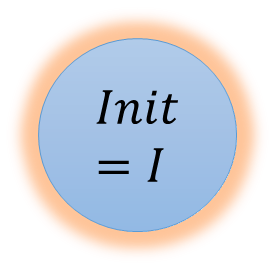 Init
= I